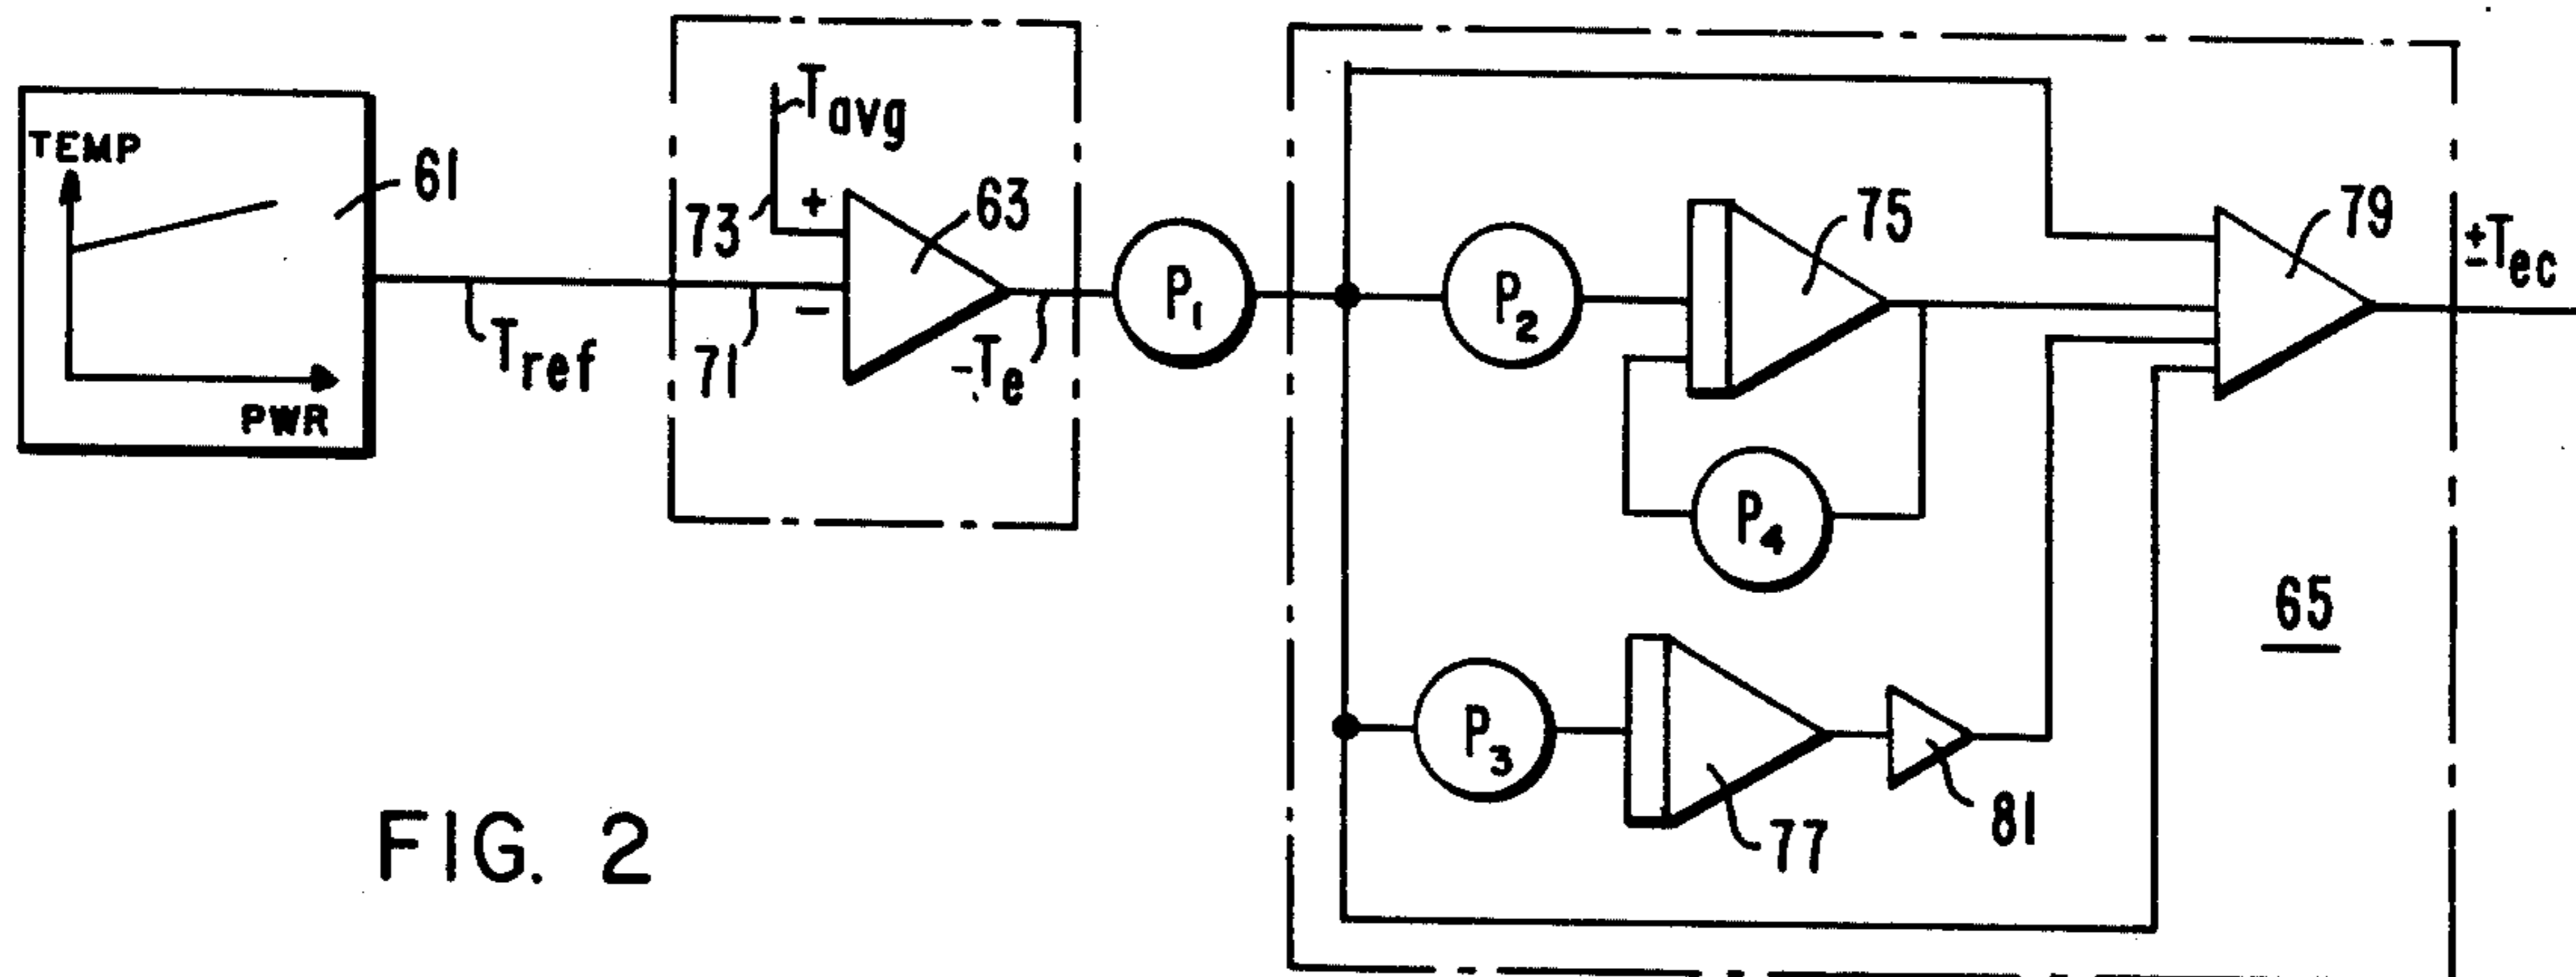 TEMP
61
PWR
Tref
Tavg
73
+
63
71
−
-Te
P1
P2
75
P4
P3
77
81
79
±Tec
65
FIG. 2